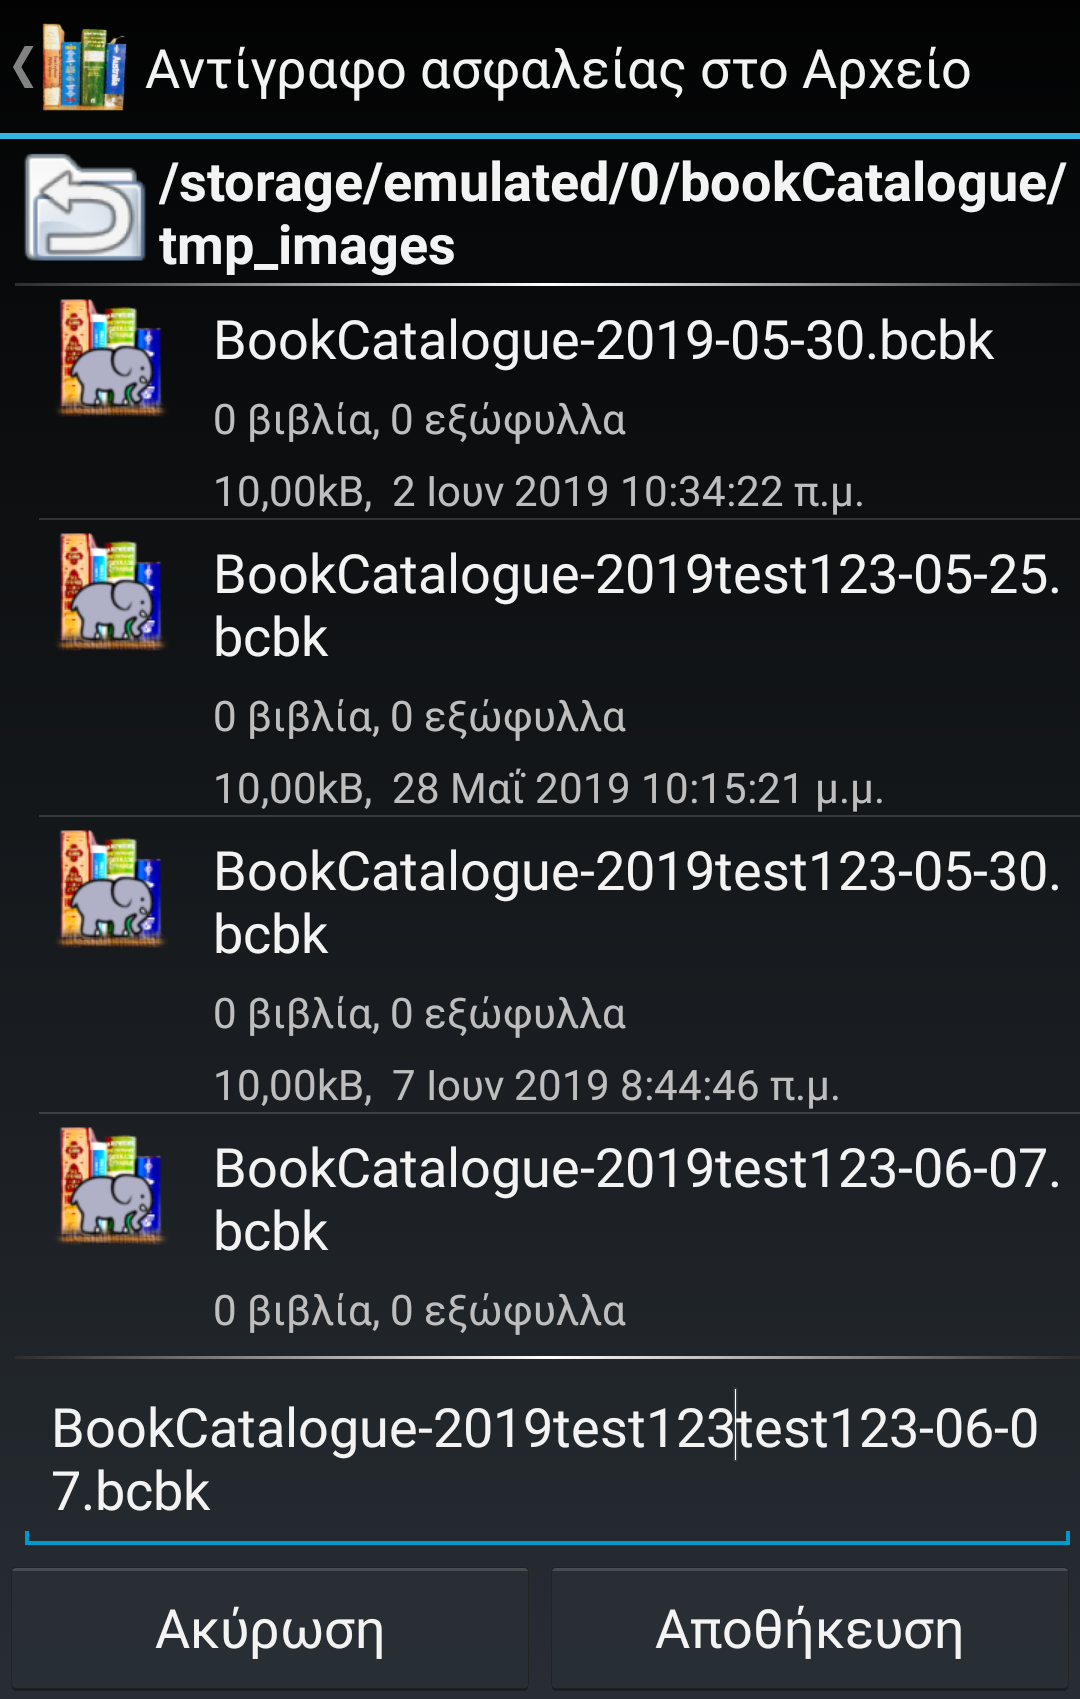 Αντίγραφο ασφαλείας στο Αρχείο
/storage/emulated/0/bookCatalogue/
tmp_images
BookCatalogue-2019-05-30.bcbk
0 βιβλία, 0 εξώφυλλα
10,00kB, 2 Ιουν 2019 10:34:22 π.μ.
BookCatalogue-2019test123-05-25.
bcbk
0 βιβλία, 0 εξώφυλλα
10,00kB, 28 Μαΐ 2019 10:15:21 μ.μ.
BookCatalogue-2019test123-05-30.
bcbk
0 βιβλία, 0 εξώφυλλα
10,00kB, 7 Ιουν 2019 8:44:46 π.μ.
BookCatalogue-2019test123-06-07.
bcbk
0 βιβλία, 0 εξώφυλλα
BookCatalogue-2019test123test123-06-0
7.bcbk
Ακύρωση
Αποθήκευση